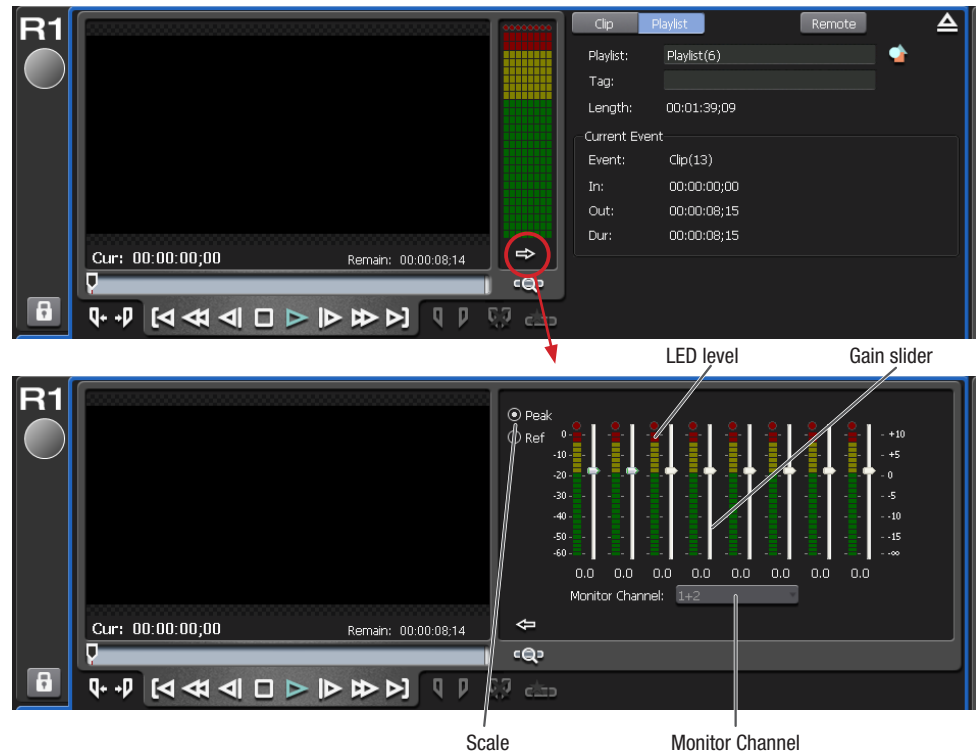 R1
Clip Playlist Remote
Playlist: Playlist(6)
Tag:
Length: 00:01:39;09
Current Event
Event: Clip(13)
In: 00:00:00;00
Out: 00:00:08;15
Dur: 00:00:08;15
Cur: 00:00:00;00 Remain: 00:00:08;14
LED level Gain slider
R1
Peak
Ref
0 +10
-10 +5
-20 0
-30 -5
-40 -10
-50 -15
-60 -∞
0.0 0.0 0.0 0.0 0.0 0.0 0.0 0.0
Monitor Channel: 1+2
Cur: 00:00:00;00 Remain: 00:00:08;14
Scale Monitor Channel